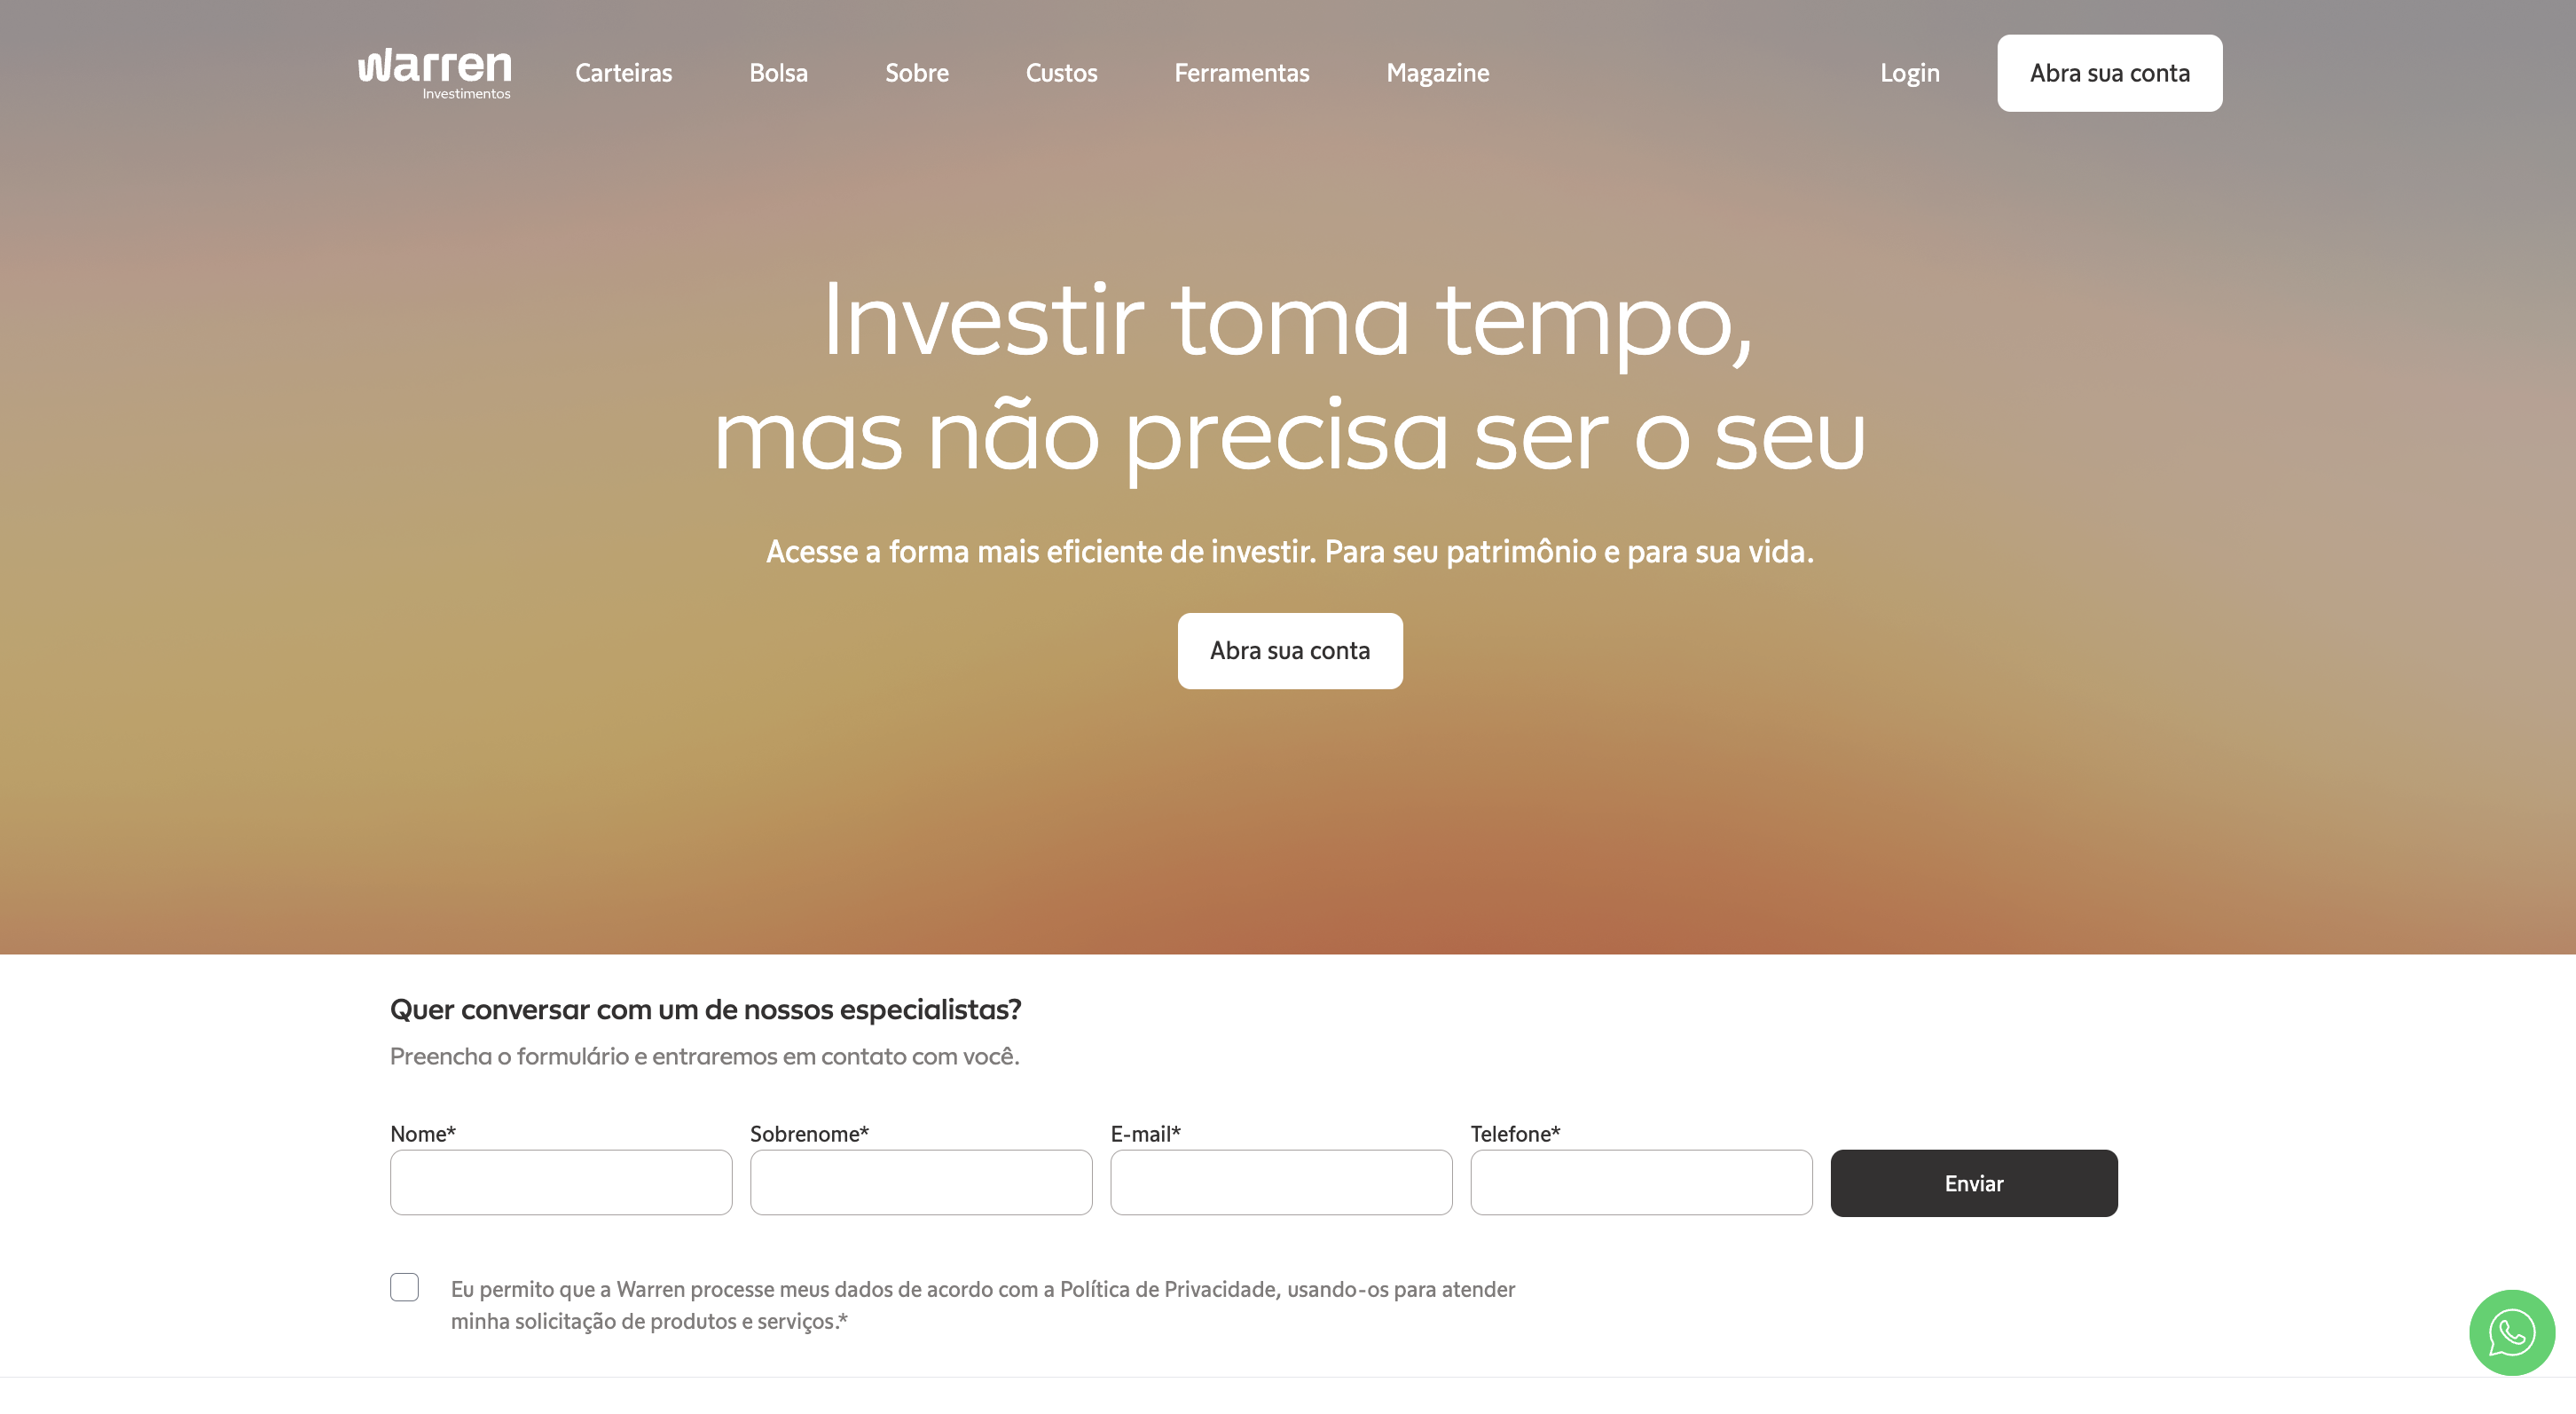 Warren
Investimentos
Carteiras
Bolsa
Sobre
Custos
Ferramentas
Magazine
Login
Abra sua conta
Investir toma tempo,
mas não precisa ser o seu
Acesse a forma mais eficiente de investir. Para seu patrimônio e para sua vida.
Abra sua conta
Quer conversar com um de nossos especialistas?
Preencha o formulário e entraremos em contato com você.
Nome*
Sobrenome*
E-mail*
Telefone*
Enviar
Eu permito que a Warren processe meus dados de acordo com a Política de Privacidade, usando-os para atender
minha solicitação de produtos e serviços.*